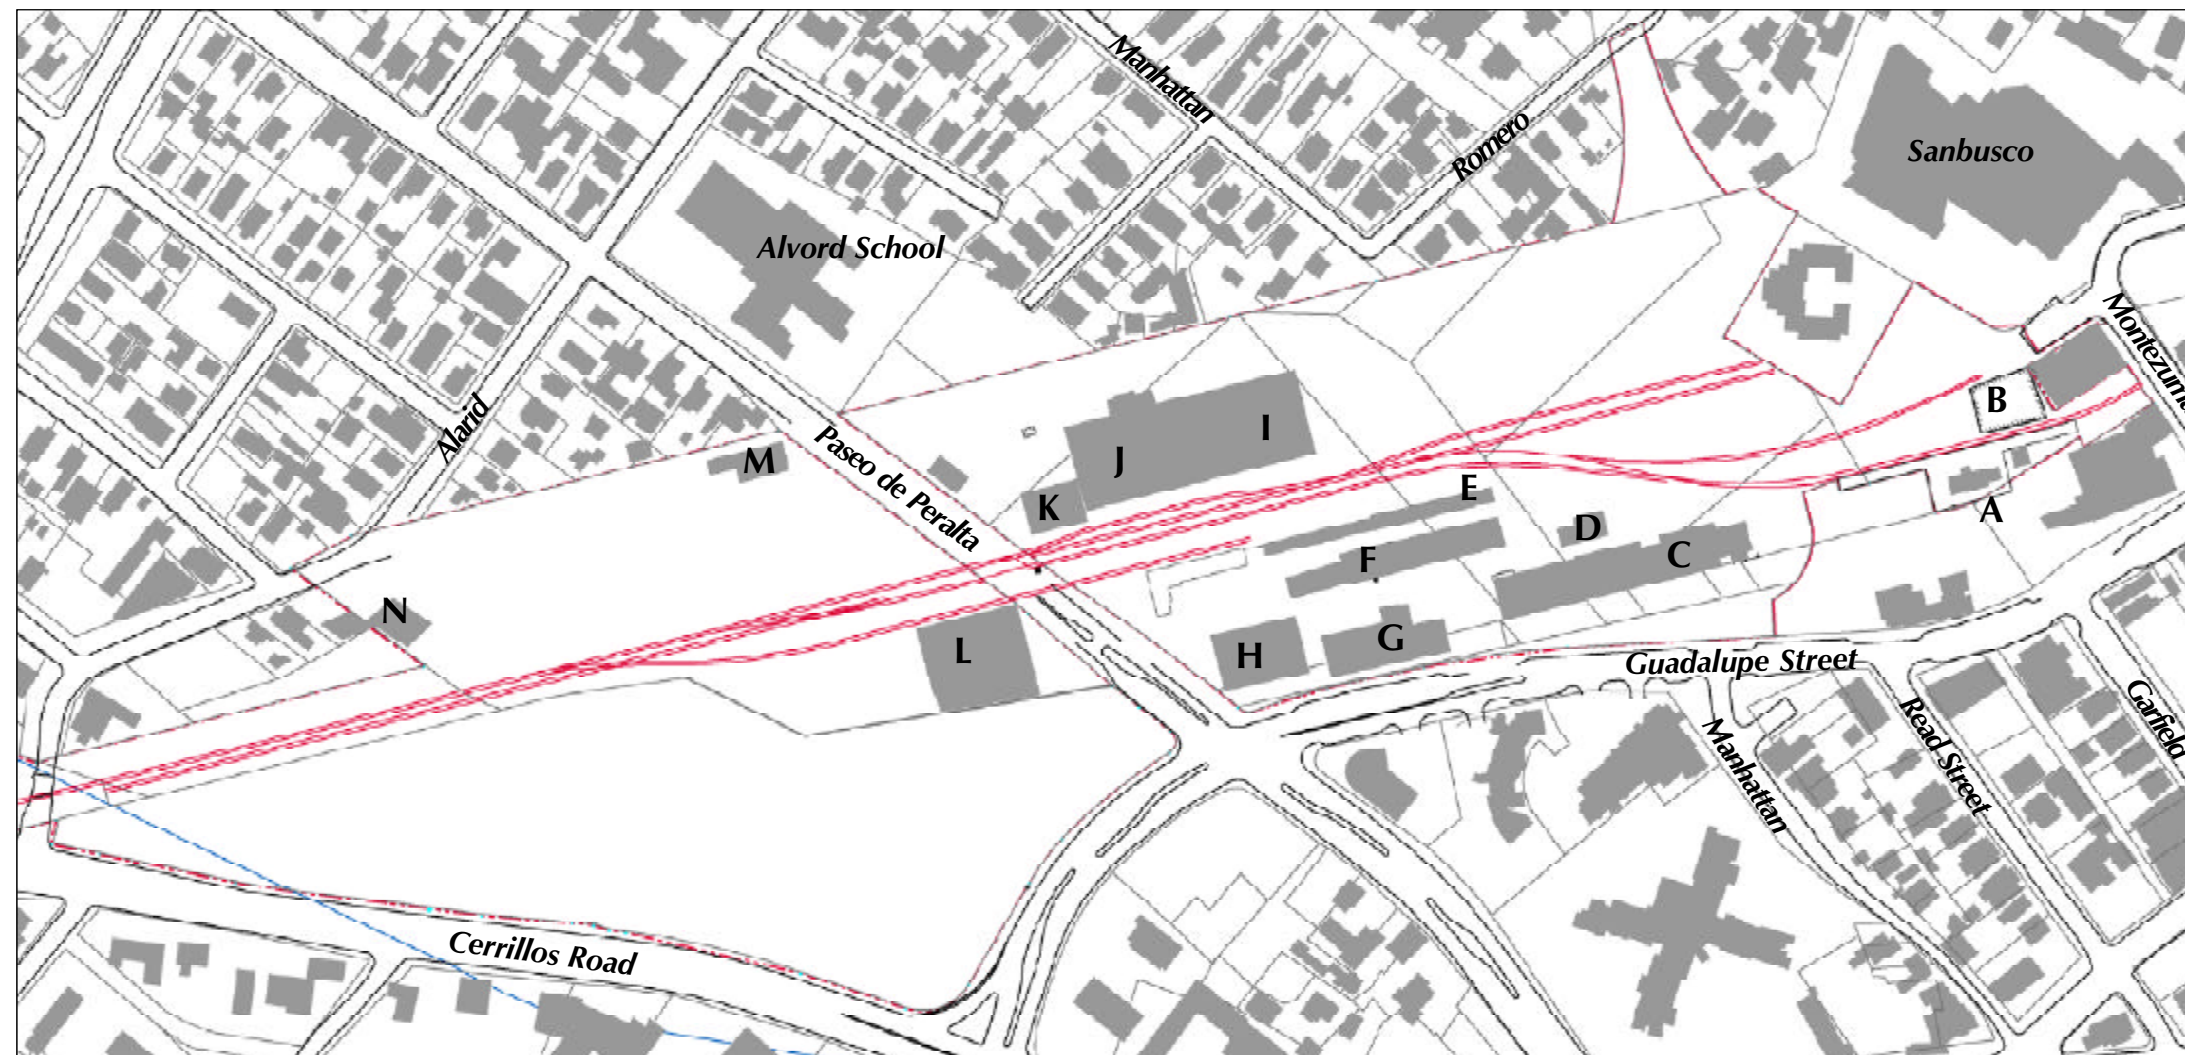 Manhattan
Romero
Sanbusco
Alvord School
Montezuma
B
Alarid
M
Paseo de Peralta
I
J
K
E
A
D
C
F
N
L
H
G
Guadalupe Street
Manhattan
Read Street
Garfield
Cerrillos Road